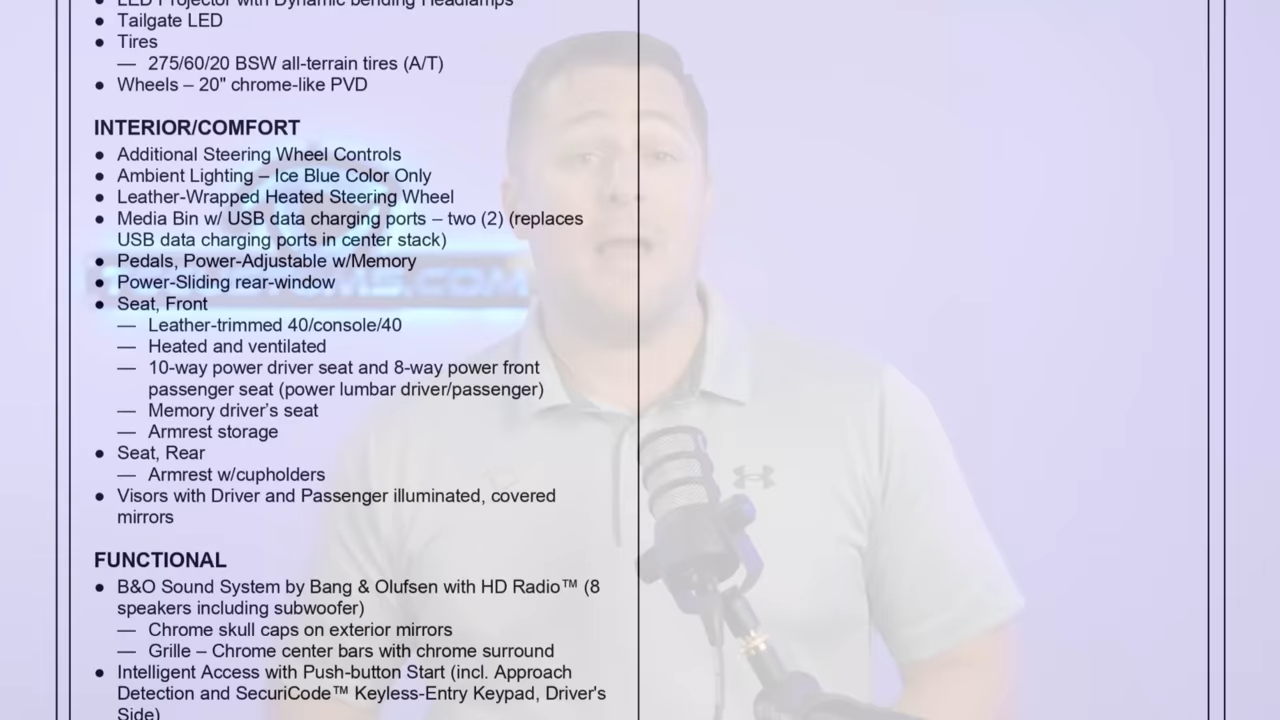 ● LED Projector with Dynamic bending Headlamps
● Tailgate LED
● Tires
— 275/60/20 BSW all-terrain tires (A/T)
● Wheels – 20" chrome-like PVD
INTERIOR/COMFORT
● Additional Steering Wheel Controls
● Ambient Lighting – Ice Blue Color Only
● Leather-Wrapped Heated Steering Wheel
● Media Bin w/ USB data charging ports – two (2) (replaces
USB data charging ports in center stack)
● Pedals, Power-Adjustable w/Memory
● Power-Sliding rear-window
● Seat, Front
— Leather-trimmed 40/console/40
— Heated and ventilated
— 10-way power driver seat and 8-way power front
passenger seat (power lumbar driver/passenger)
— Memory driver's seat
— Armrest storage
● Seat, Rear
— Armrest w/cupholders
● Visors with Driver and Passenger illuminated, covered
mirrors
FUNCTIONAL
● B&O Sound System by Bang & Olufsen with HD Radio™ (8
speakers including subwoofer)
— Chrome skull caps on exterior mirrors
— Grille – Chrome center bars with chrome surround
● Intelligent Access with Push-button Start (incl. Approach
Detection and SecuriCode™ Keyless-Entry Keypad, Driver's
Side)